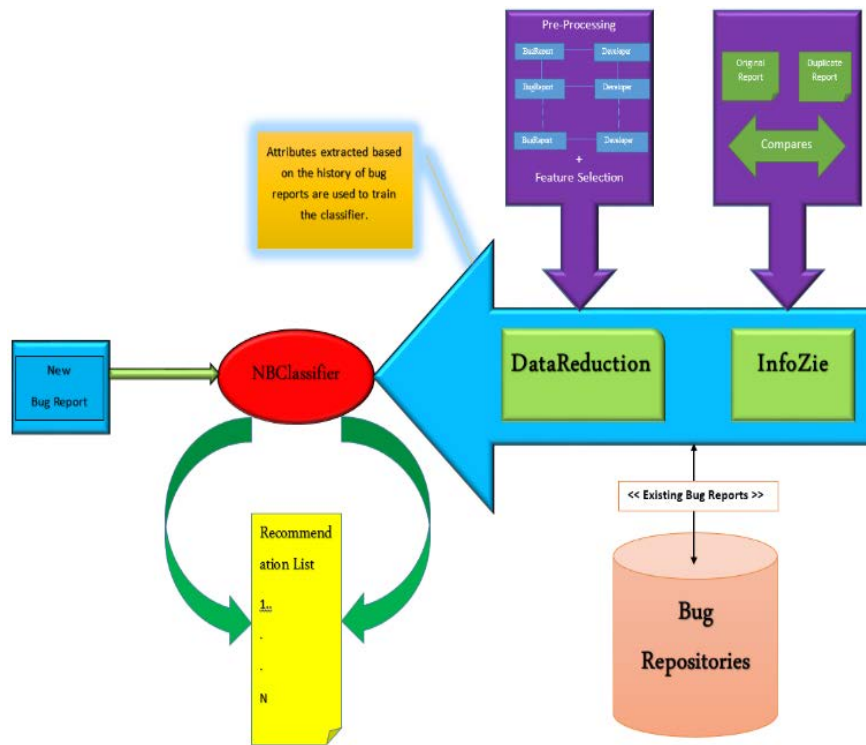 Pre-Processing
BugReport
Developer
BugReport
Developer
BugReport
Developer
+
Feature Selection
Original
Report
Duplicate
Report
Compares
Attributes extracted based
on the history of bug
reports are used to train
the classifier.
New
Bug Report
NBClassifier
DataReduction
InfoZie
<< Existing Bug Reports >>
Recommend
ation List
1..
.
.
N
Bug
Repositories